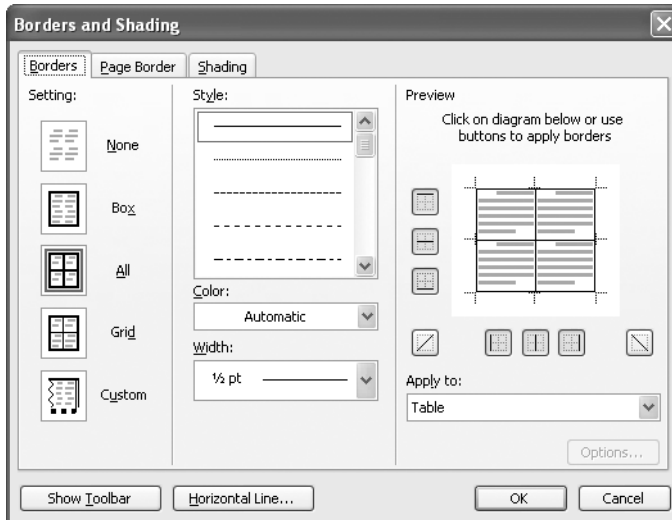 Borders and Shading
Borders
Page Border
Shading
Setting:
None
Box
All
Grid
Custom
Style:
Color:
Automatic
Width:
½ pt
Preview
Click on diagram below or use
buttons to apply borders
Apply to:
Table
Options...
Show Toolbar
Horizontal Line...
OK
Cancel